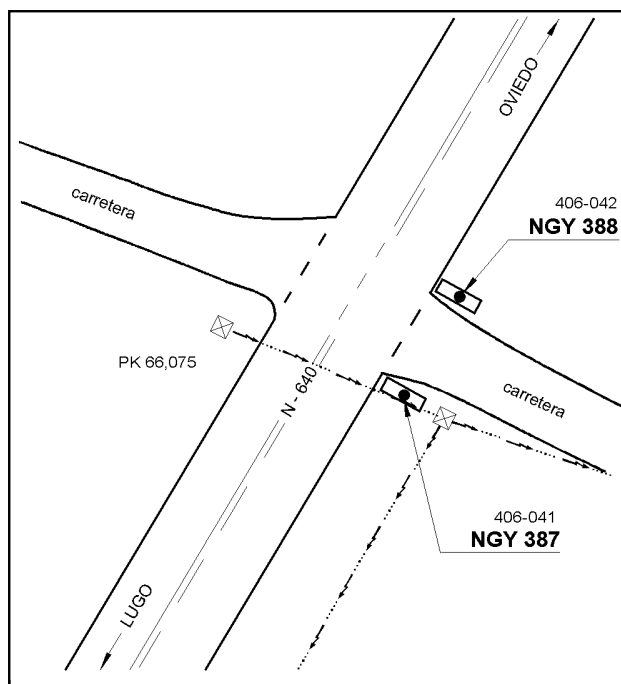 OVIEDO
carretera
406-042
NGY 388
PK 66,075
N - 640
carretera
406-041
NGY 387
LUGO